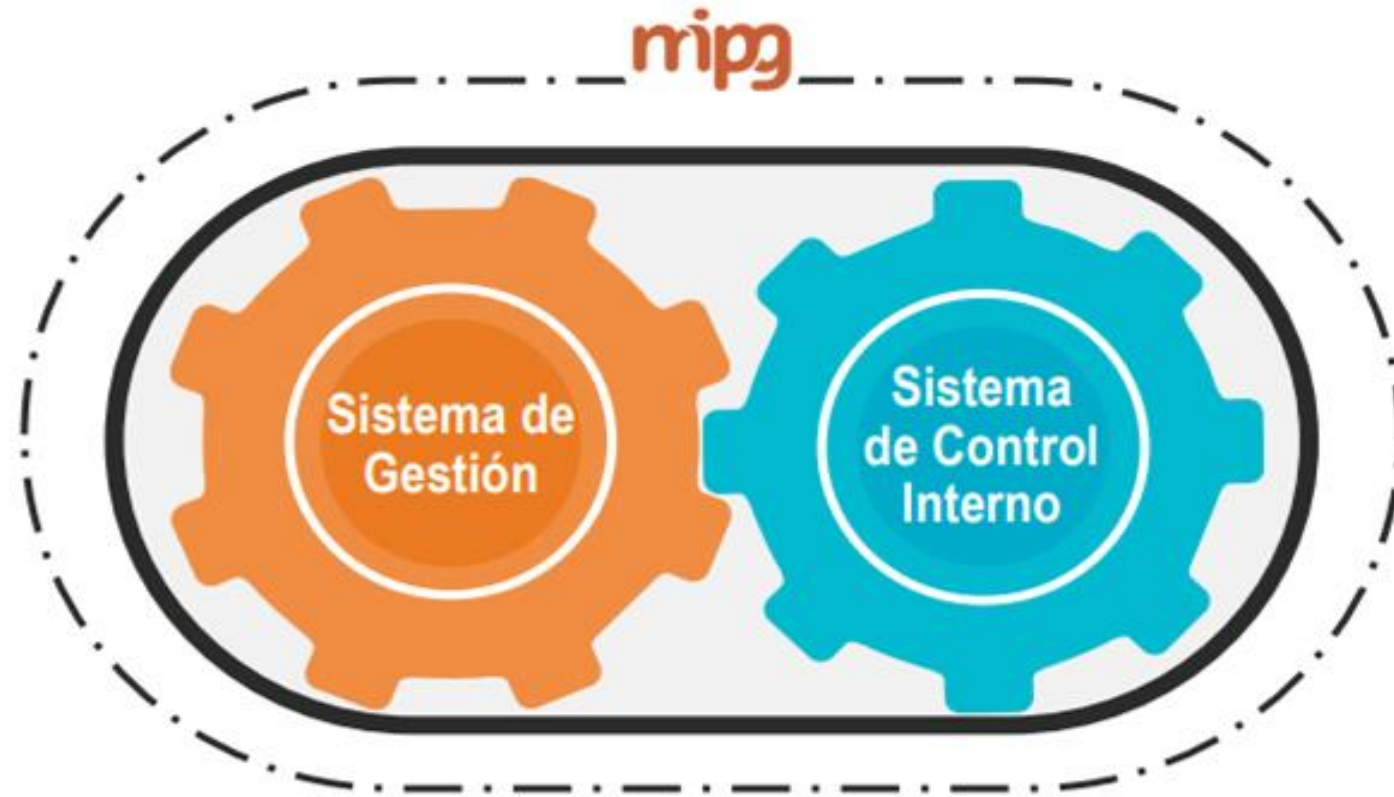 mipg
Sistema de
Gestión
Sistema
de Control
Interno